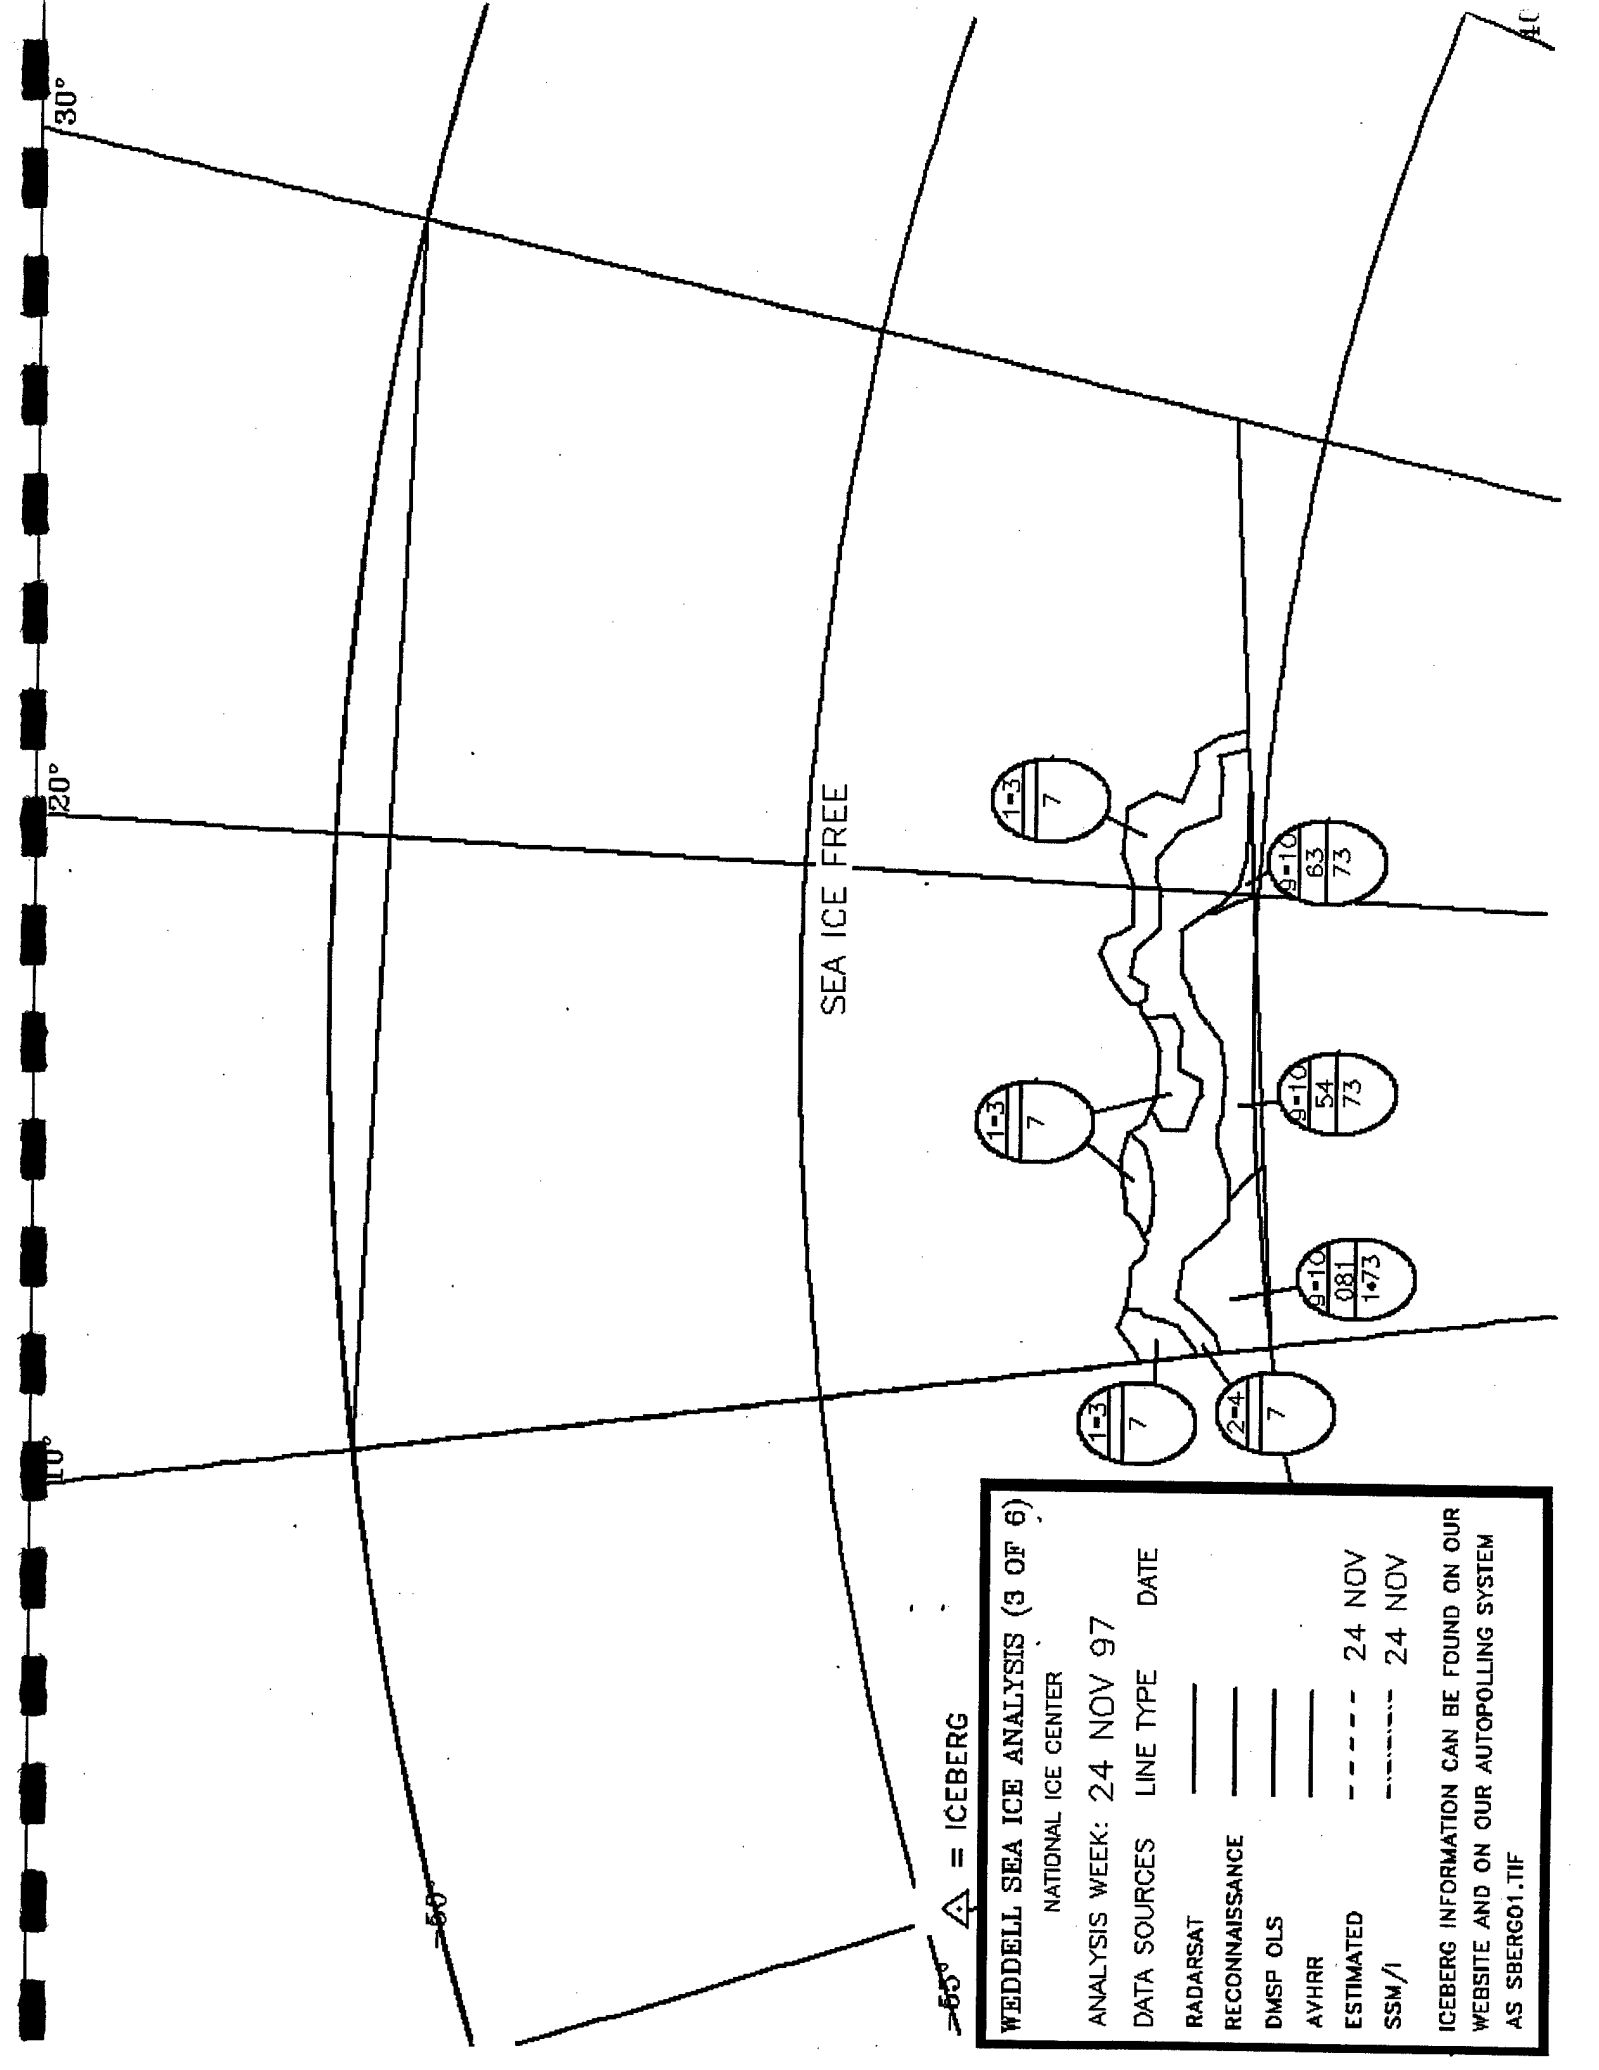 10°
20°
30°
40
-50°
-55°
SEA ICE FREE
1-3
7
1-3
7
1-3
7
2-4
7
9-10
081
1•73
9-10
54
73
9-10
63
73
= ICEBERG
WEDDELL SEA ICE ANALYSIS (3 OF 6)
NATIONAL ICE CENTER
ANALYSIS WEEK: 24 NOV 97
DATA SOURCES LINE TYPE DATE
RADARSAT
RECONNAISSANCE
DMSP OLS
AVHRR
ESTIMATED 24 NOV
SSM/I 24 NOV
ICEBERG INFORMATION CAN BE FOUND ON OUR
WEBSITE AND ON OUR AUTOPOLLING SYSTEM
AS SBERG01.TIF